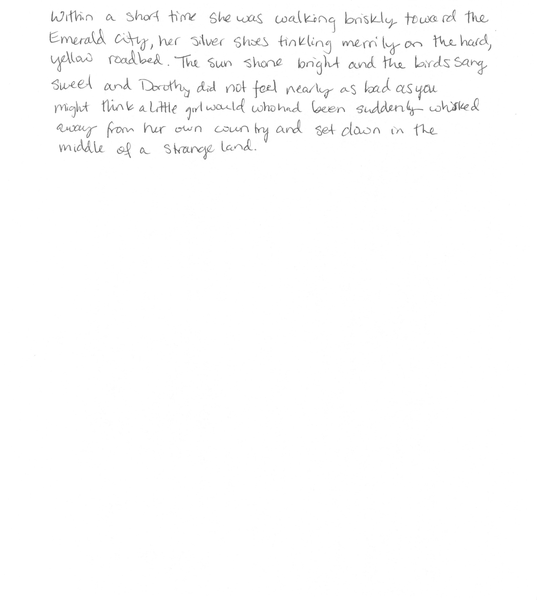 Within a short time she was walking briskly toward the
Emerald City, her silver shoes tinkling merrily on the hard,
yellow roadbed. The sun shone bright and the birds sang
sweet and Dorothy did not feel nearly as bad as you
might think a little girl would who had been suddenly whisked
away from her own country and set down in the
middle of a strange land.